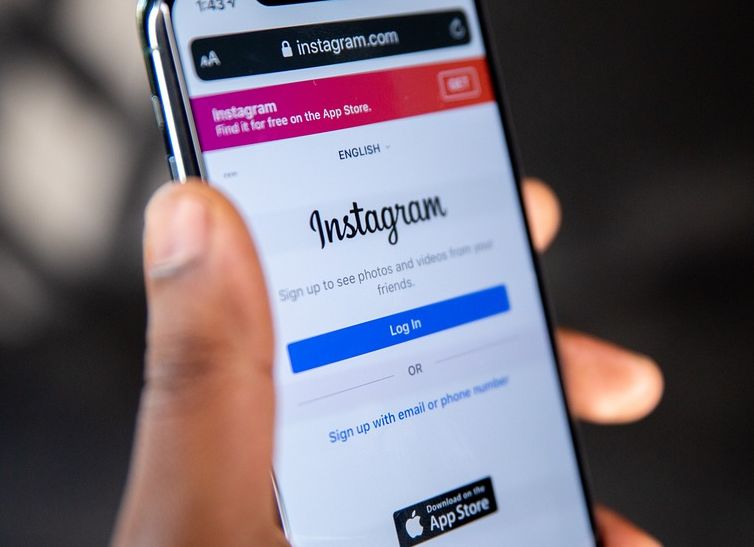 1:43
AA instagram.com
Instagram GET
Find it for free on the App Store.
ENGLISH
Instagram
Sign up to see photos and videos from your
friends.
Log In
OR
Sign up with email or phone number
Download on the
App Store